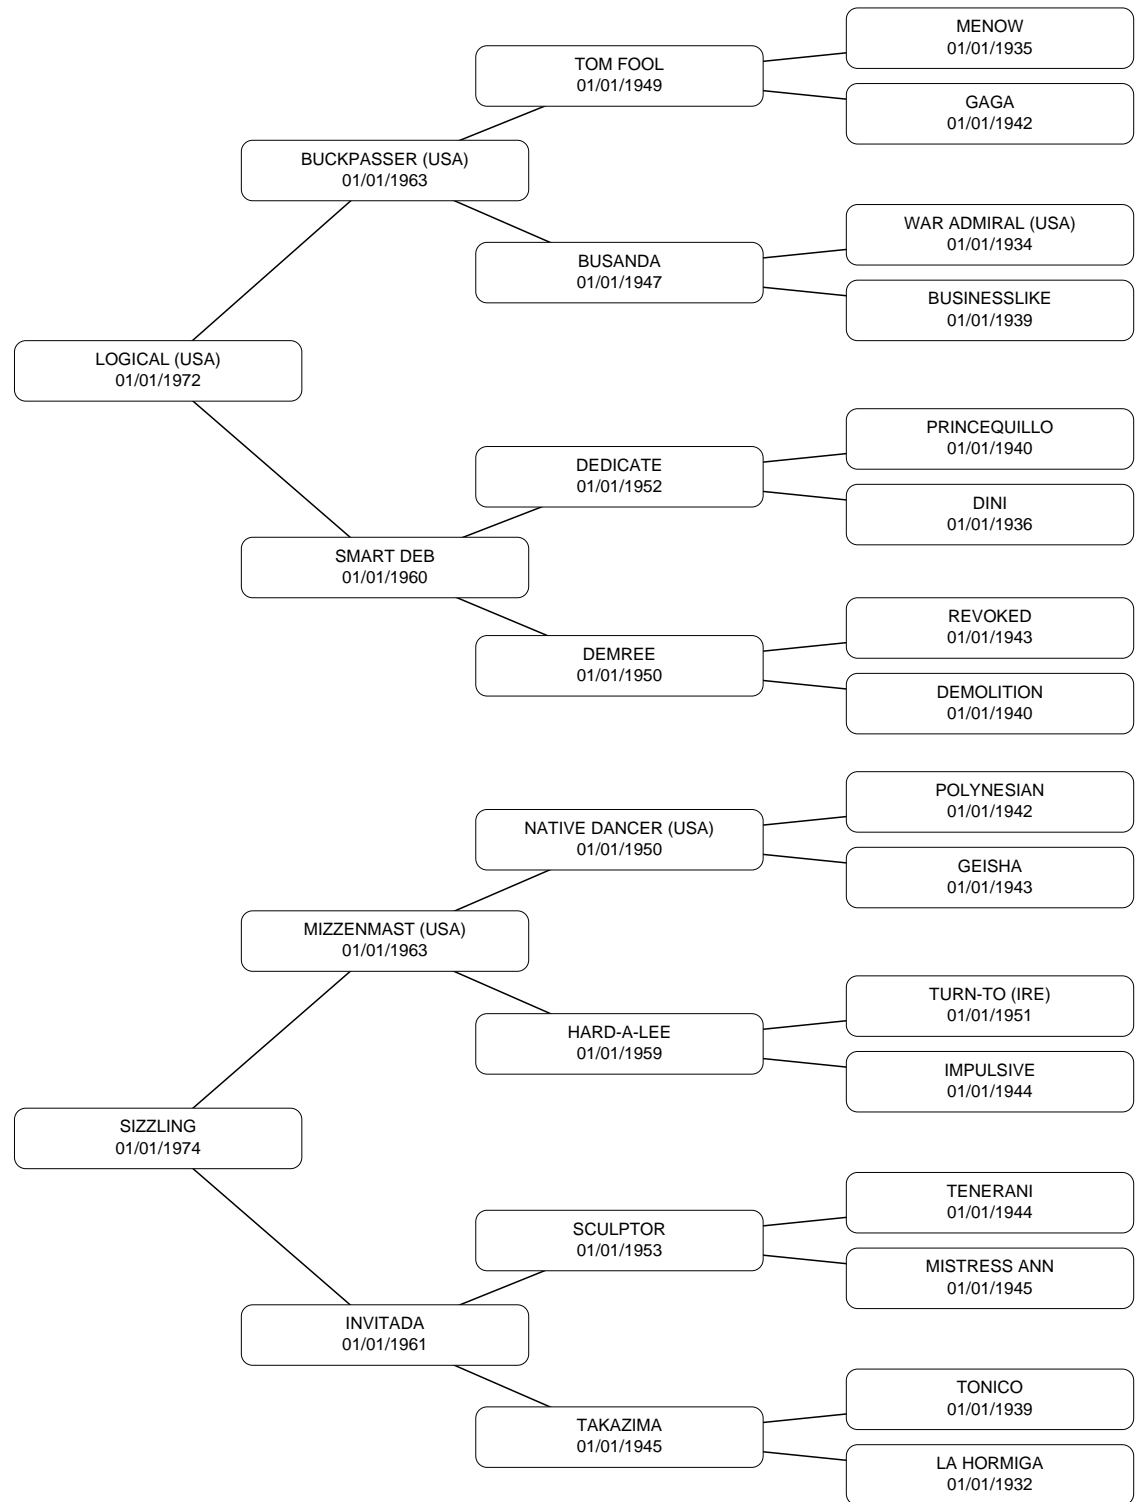 MENOW
01/01/1935
TOM FOOL
01/01/1949
GAGA
01/01/1942
BUCKPASSER (USA)
01/01/1963
WAR ADMIRAL (USA)
01/01/1934
BUSANDA
01/01/1947
BUSINESSLIKE
01/01/1939
LOGICAL (USA)
01/01/1972
PRINCEQUILLO
01/01/1940
DEDICATE
01/01/1952
DINI
01/01/1936
SMART DEB
01/01/1960
REVOKED
01/01/1943
DEMREE
01/01/1950
DEMOLITION
01/01/1940
POLYNESIAN
01/01/1942
NATIVE DANCER (USA)
01/01/1950
GEISHA
01/01/1943
MIZZENMAST (USA)
01/01/1963
TURN-TO (IRE)
01/01/1951
HARD-A-LEE
01/01/1959
IMPULSIVE
01/01/1944
SIZZLING
01/01/1974
TENERANI
01/01/1944
SCULPTOR
01/01/1953
MISTRESS ANN
01/01/1945
INVITADA
01/01/1961
TONICO
01/01/1939
TAKAZIMA
01/01/1945
LA HORMIGA
01/01/1932